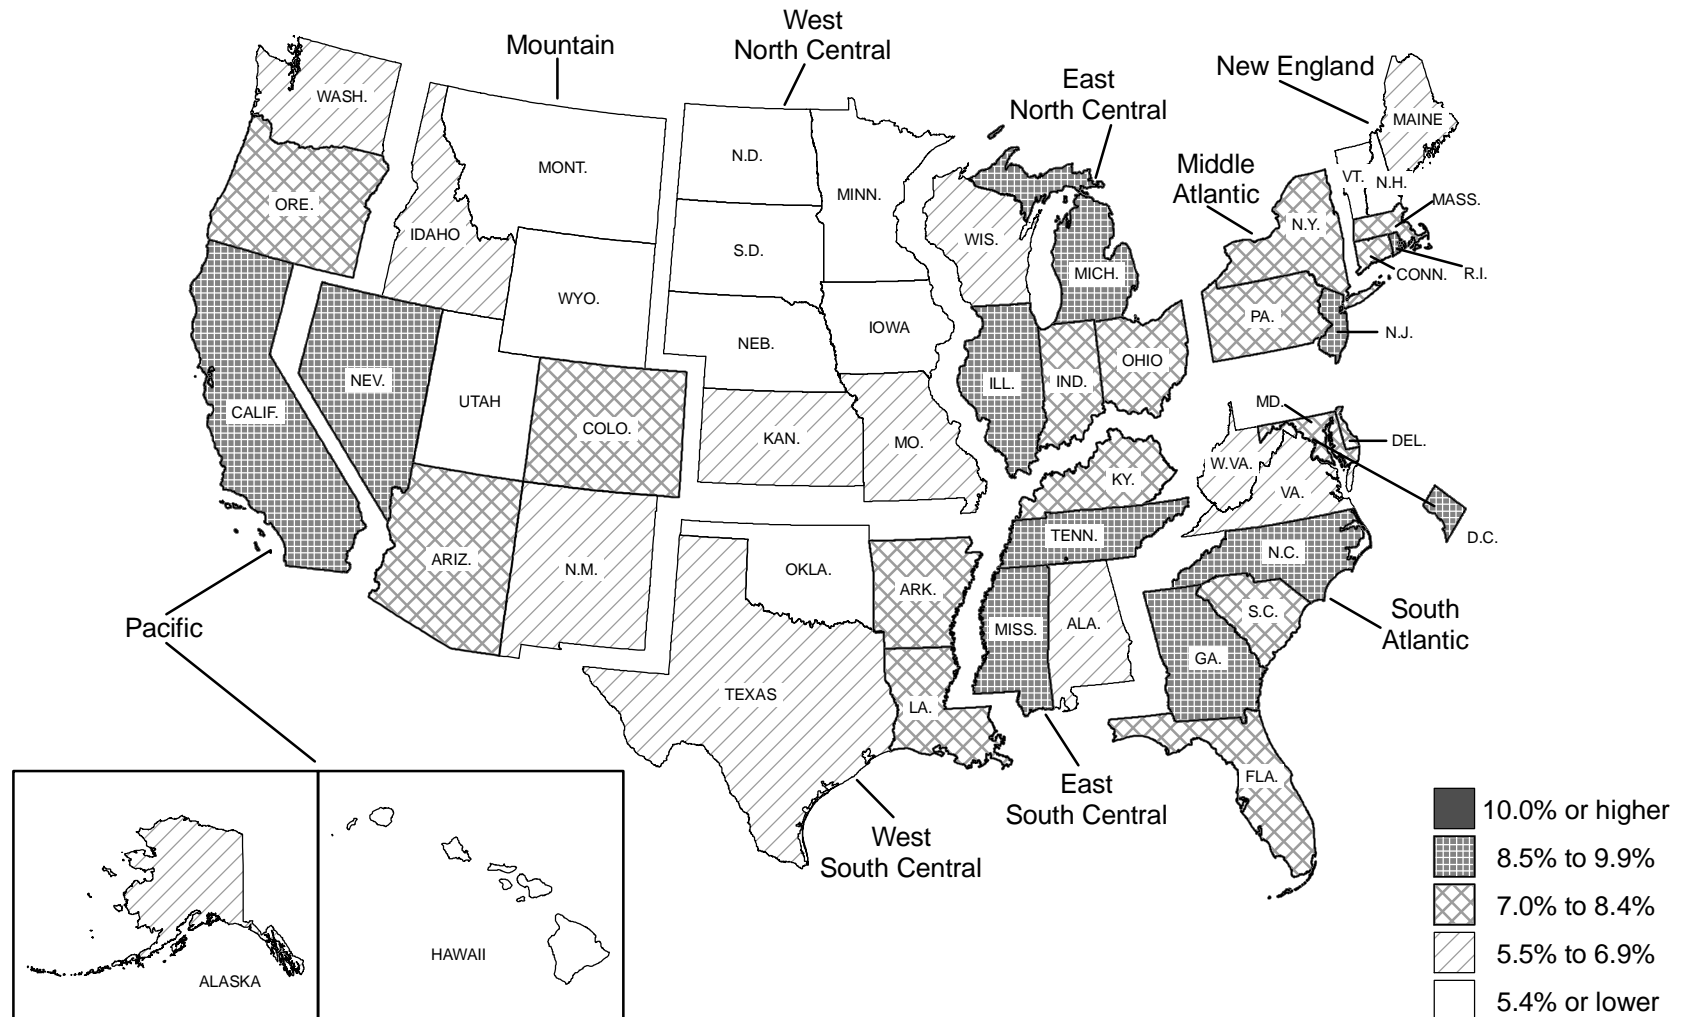 West
North Central
Mountain
East
North Central
New England
WASH.
MAINE
N.D.
MONT.
Middle
Atlantic
VT.
N.H.
MINN.
MASS.
ORE.
IDAHO
N.Y.
WIS.
S.D.
MICH.
CONN.
R.I.
WYO.
PA.
IOWA
N.J.
NEB.
OHIO
NEV.
ILL.
IND.
UTAH
MD.
CALIF.
COLO.
KAN.
MO.
DEL.
W.VA.
KY.
VA.
TENN.
D.C.
N.C.
ARIZ.
N.M.
OKLA.
ARK.
S.C.
South
Atlantic
Pacific
MISS.
ALA.
GA.
TEXAS
LA.
FLA.
East
South Central
West
South Central
10.0% or higher
8.5% to 9.9%
7.0% to 8.4%
5.5% to 6.9%
5.4% or lower
HAWAII
ALASKA